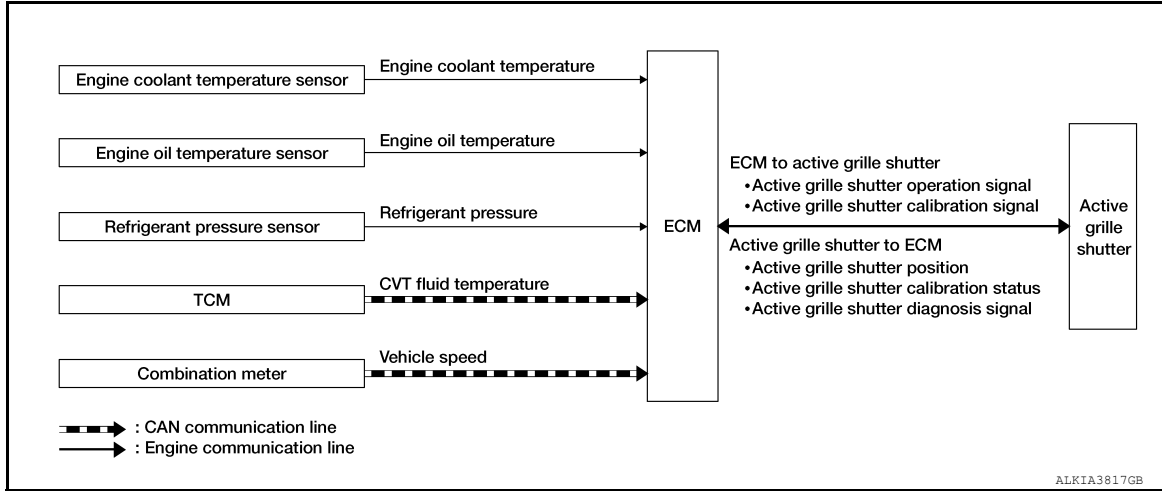 Engine coolant temperature sensor
Engine coolant temperature
Engine oil temperature sensor
Engine oil temperature
Refrigerant pressure sensor
Refrigerant pressure
TCM
CVT fluid temperature
Combination meter
Vehicle speed
ECM
ECM to active grille shutter
•Active grille shutter operation signal
•Active grille shutter calibration signal
Active grille shutter to ECM
•Active grille shutter position
•Active grille shutter calibration status
•Active grille shutter diagnosis signal
Active
grille
shutter
: CAN communication line
: Engine communication line
ALKIA3817GB